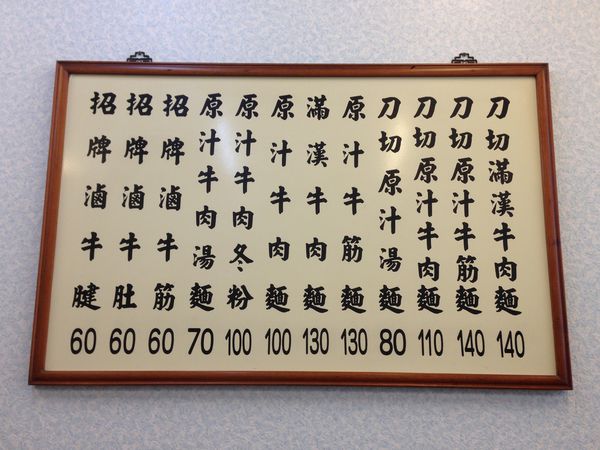 刀切滿漢牛肉麵 140
刀切原汁牛筋麵 140
刀切原汁牛肉麵 110
刀切原汁湯麵 80
原汁牛筋麵 130
滿漢牛肉麵 130
原汁牛肉麵 100
原汁牛肉冬粉 100
原汁牛肉湯麵 70
招牌滷牛筋 60
招牌滷牛肚 60
招牌滷牛腱 60